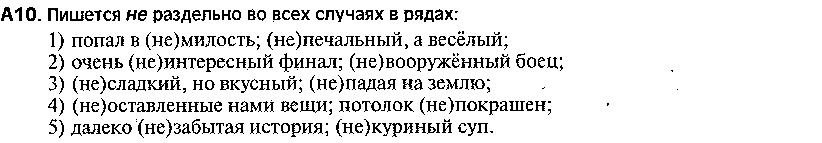 А10. Пишется не раздельно во всех случаях в рядах:
1) попал в (не)милость; (не)печальный, а весёлый;
2) очень (не)интересный финал; (не)вооружённый боец;
3) (не)сладкий, но вкусный; (не)падая на землю;
4) (не)оставленные нами вещи; потолок (не)покрашен;
5) далеко (не)забытая история; (не)куриный суп.